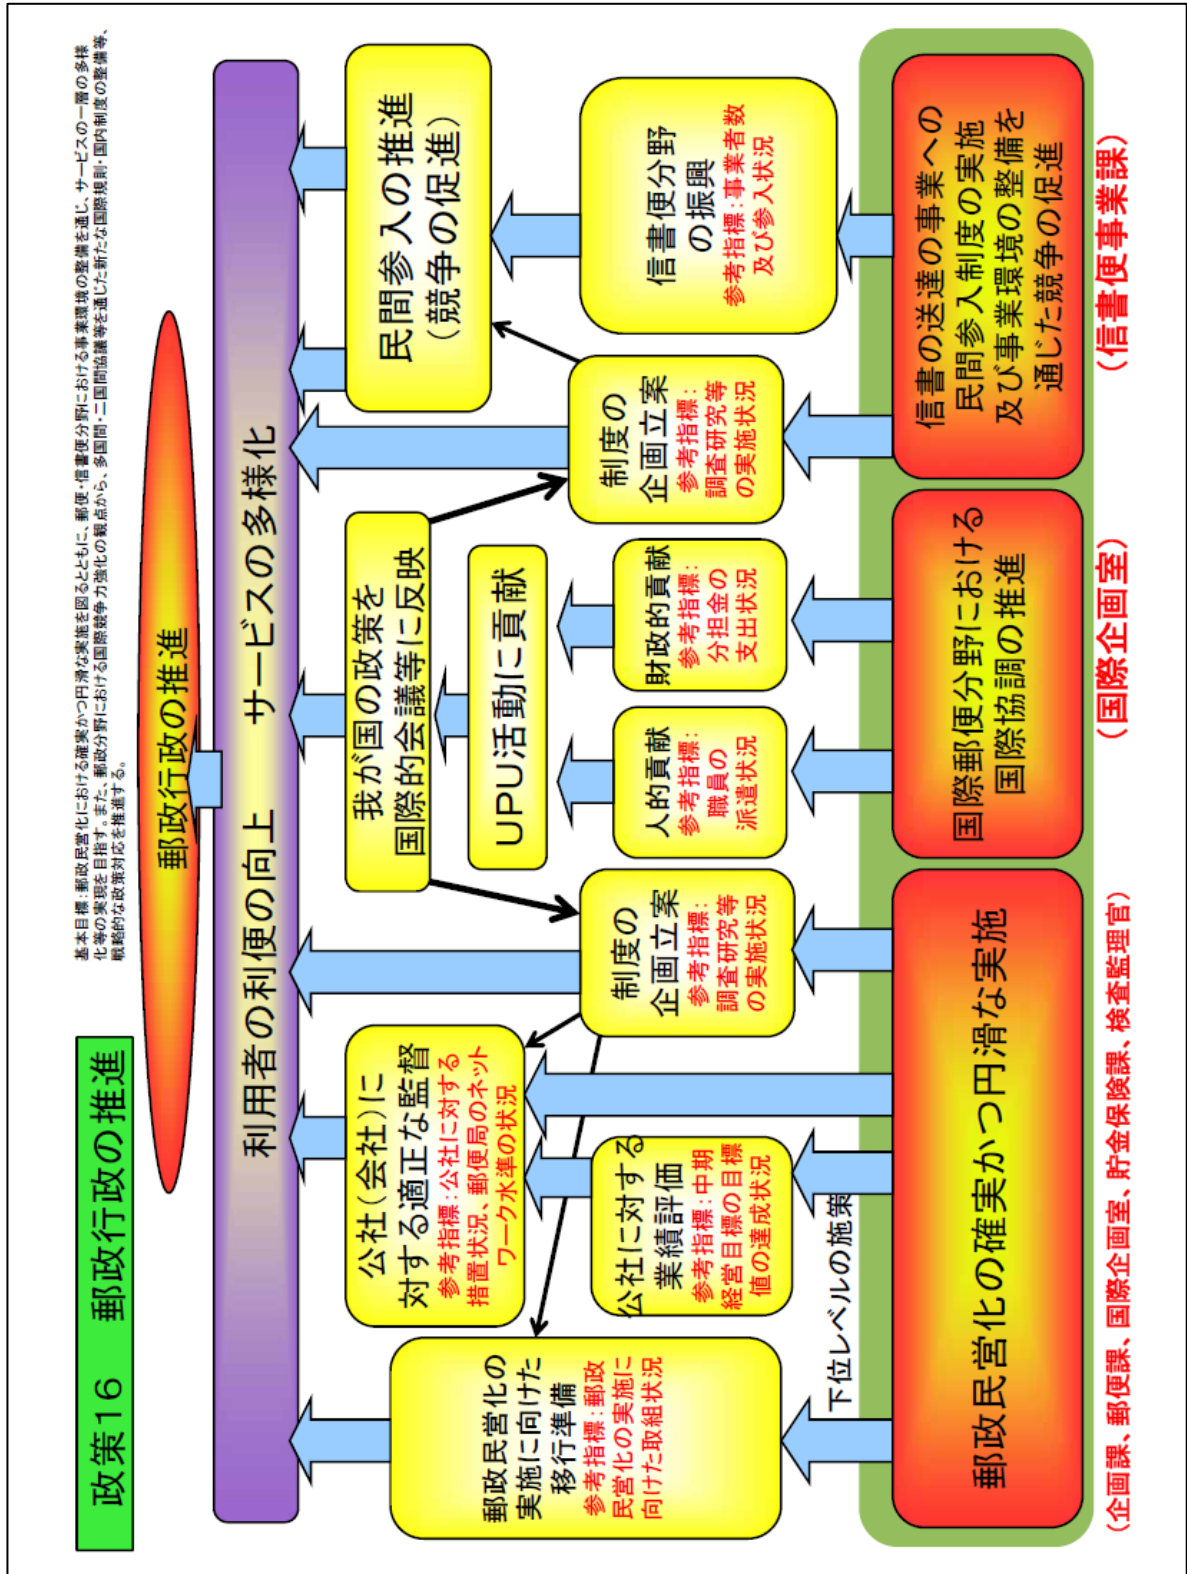 政策16　郵政行政の推進
基本目標：郵政民営化における確実かつ円滑な実施を図るとともに、郵便・信書便分野における事業環境の整備を通じ、サービスの一層の多様
化等の実現を目指す。また、郵政分野における国際競争力強化の観点から、多国間・二国間協議等を通じた新たな国際規則・国内制度の整備等、
戦略的な政策対応を推進する。
郵政行政の推進
利用者の利便の向上　サービスの多様化
郵政民営化の
実施に向けた
移行準備
参考指標：郵政
民営化の実施に
向けた取組状況
公社（会社）に
対する適正な監督
参考指標：公社に対する
措置状況、郵便局のネット
ワーク水準の状況
公社に対する
業績評価
参考指標：中期
経営目標の目標
値の達成状況
制度の
企画立案
参考指標：
調査研究等
の実施状況
我が国の政策を
国際的会議等に反映
UPU活動に貢献
人的貢献
参考指標：
職員の
派遣状況
財政的貢献
参考指標：
分担金の
支出状況
制度の
企画立案
参考指標：
調査研究等
の実施状況
民間参入の推進
（競争の促進）
信書便分野
の振興
参考指標：事業者数
及び参入状況
下位レベルの施策
郵政民営化の確実かつ円滑な実施
国際郵便分野における
国際協調の推進
信書の送達の事業への
民間参入制度の実施
及び事業環境の整備を
通じた競争の促進
（企画課、郵便課、国際企画室、貯金保険課、検査監理官）
（国際企画室）
（信書便事業課）